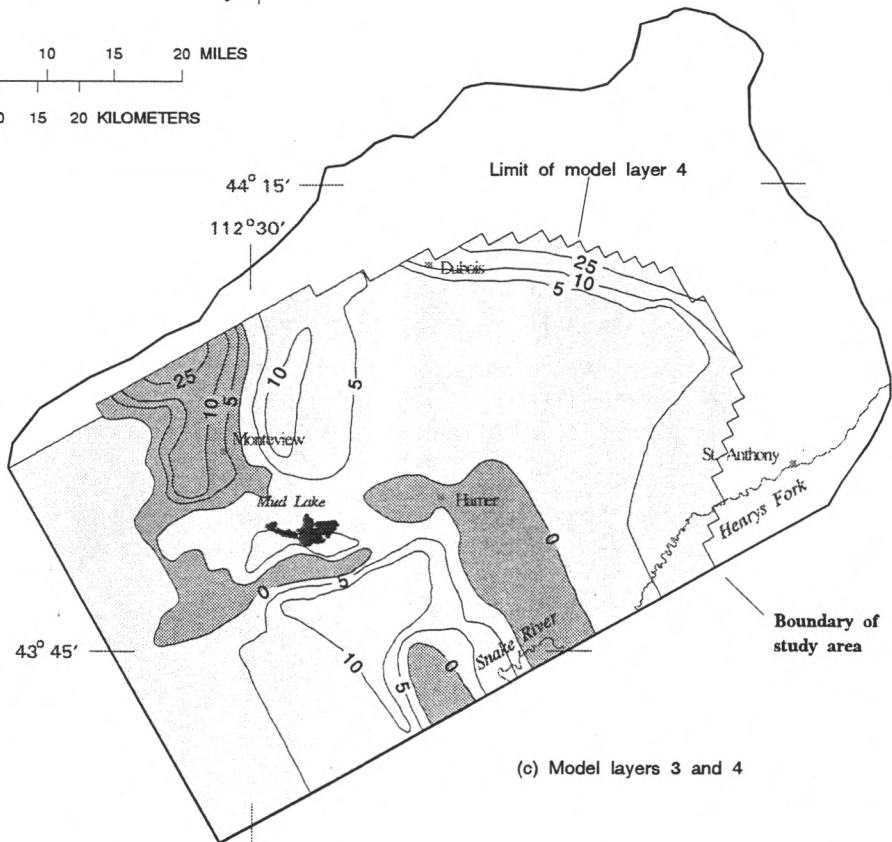 10 15 20 MILES
0 15 20 KILOMETERS
44° 15′
Limit of model layer 4
112° 30′
Dubois
25
10
5
25
10
5
10
5
Monteview
St. Anthony
Mud Lake
Hamer
Henrys Fork
0
0
5
Boundary of
study area
43° 45′
10
5
0
Snake River
(c) Model layers 3 and 4